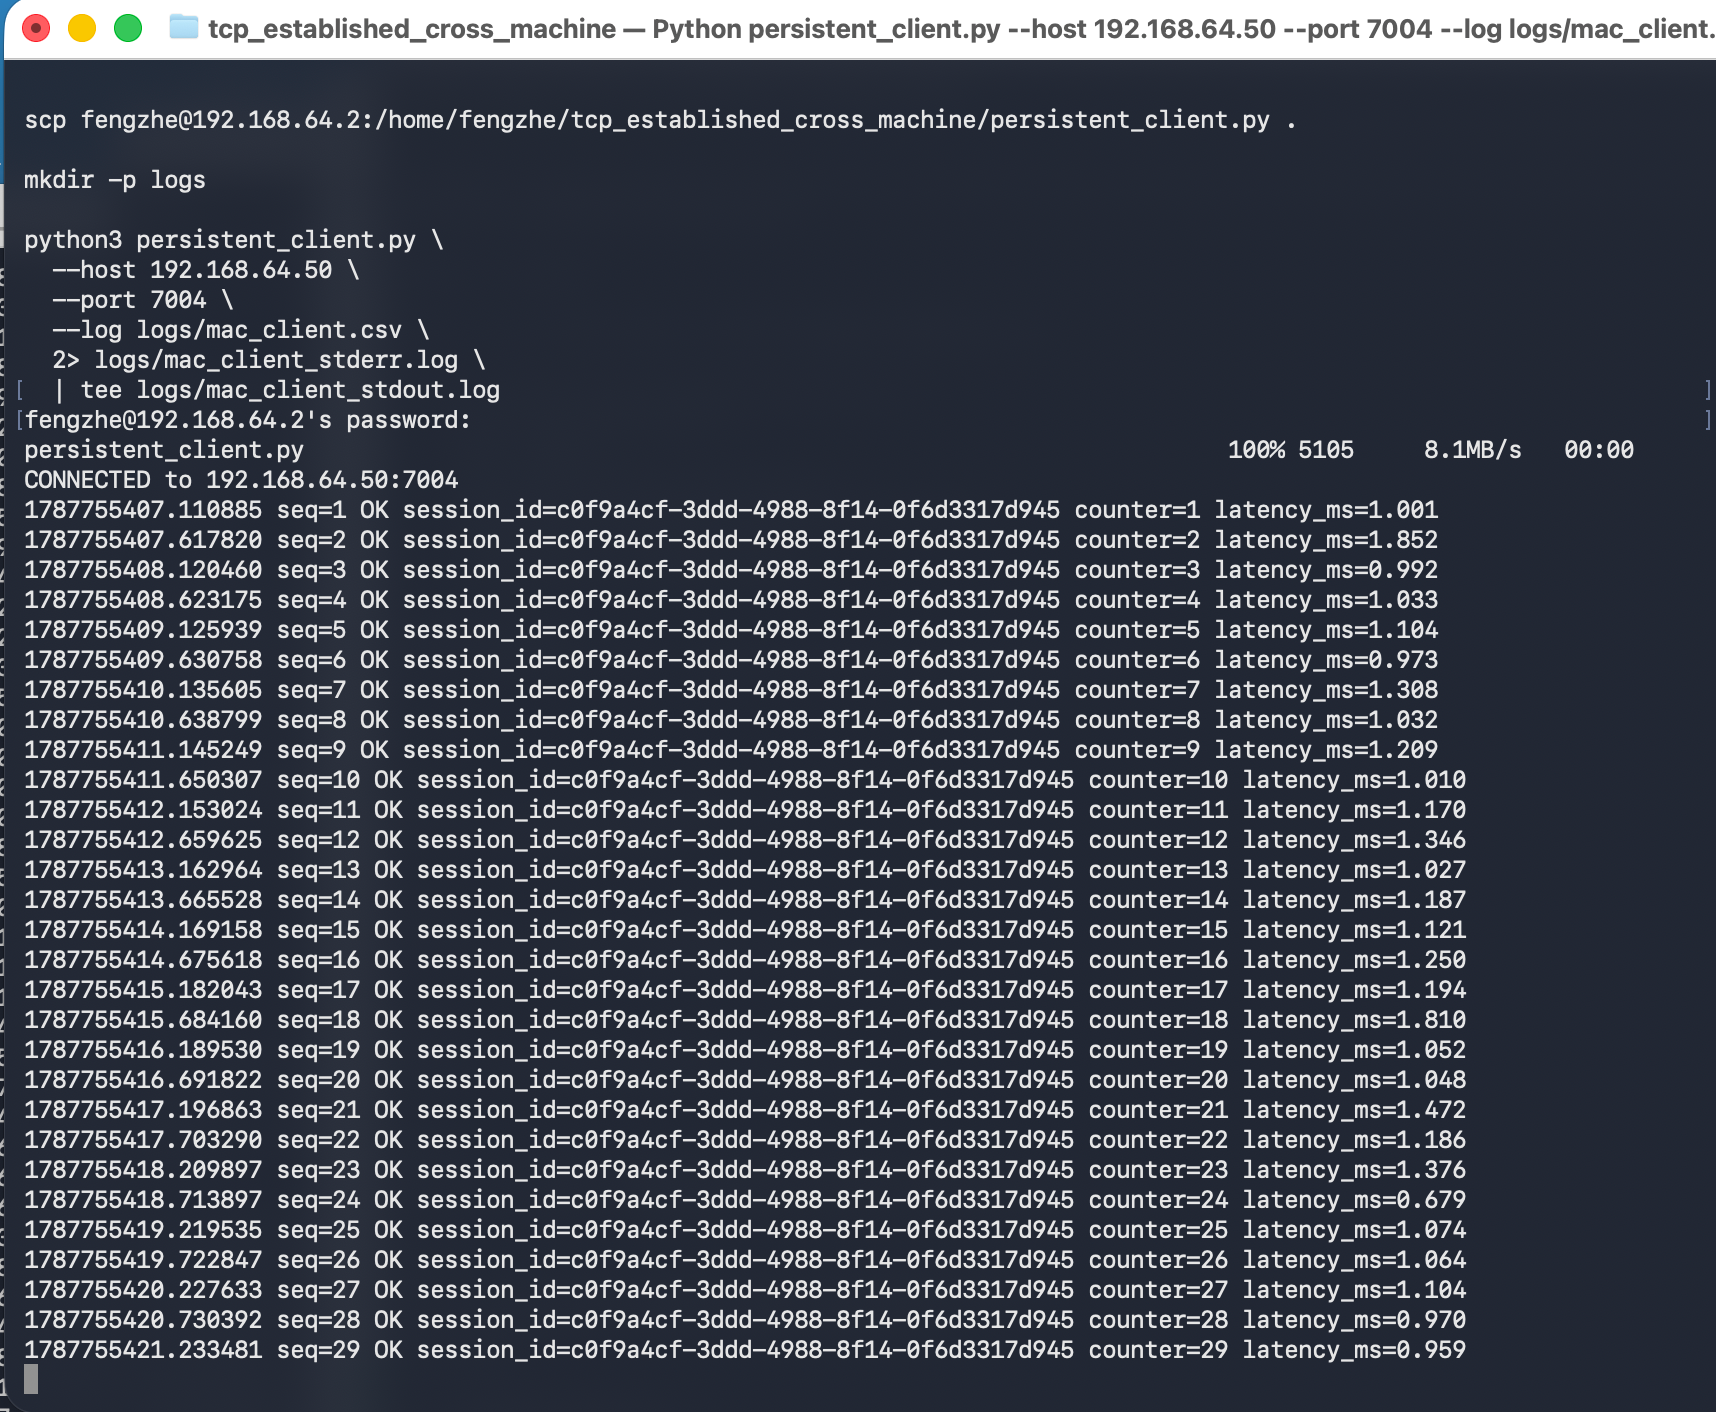 tcp_established_cross_machine — Python persistent_client.py --host 192.168.64.50 --port 7004 --log logs/mac_client.
scp fengzhe@192.168.64.2:/home/fengzhe/tcp_established_cross_machine/persistent_client.py .
mkdir -p logs
python3 persistent_client.py \
  --host 192.168.64.50 \
  --port 7004 \
  --log logs/mac_client.csv \
  2> logs/mac_client_stderr.log \
[  | tee logs/mac_client_stdout.log ]
[fengzhe@192.168.64.2's password: ]
persistent_client.py 100% 5105 8.1MB/s 00:00
CONNECTED to 192.168.64.50:7004
1787755407.110885 seq=1 OK session_id=c0f9a4cf-3ddd-4988-8f14-0f6d3317d945 counter=1 latency_ms=1.001
1787755407.617820 seq=2 OK session_id=c0f9a4cf-3ddd-4988-8f14-0f6d3317d945 counter=2 latency_ms=1.852
1787755408.120460 seq=3 OK session_id=c0f9a4cf-3ddd-4988-8f14-0f6d3317d945 counter=3 latency_ms=0.992
1787755408.623175 seq=4 OK session_id=c0f9a4cf-3ddd-4988-8f14-0f6d3317d945 counter=4 latency_ms=1.033
1787755409.125939 seq=5 OK session_id=c0f9a4cf-3ddd-4988-8f14-0f6d3317d945 counter=5 latency_ms=1.104
1787755409.630758 seq=6 OK session_id=c0f9a4cf-3ddd-4988-8f14-0f6d3317d945 counter=6 latency_ms=0.973
1787755410.135605 seq=7 OK session_id=c0f9a4cf-3ddd-4988-8f14-0f6d3317d945 counter=7 latency_ms=1.308
1787755410.638799 seq=8 OK session_id=c0f9a4cf-3ddd-4988-8f14-0f6d3317d945 counter=8 latency_ms=1.032
1787755411.145249 seq=9 OK session_id=c0f9a4cf-3ddd-4988-8f14-0f6d3317d945 counter=9 latency_ms=1.209
1787755411.650307 seq=10 OK session_id=c0f9a4cf-3ddd-4988-8f14-0f6d3317d945 counter=10 latency_ms=1.010
1787755412.153024 seq=11 OK session_id=c0f9a4cf-3ddd-4988-8f14-0f6d3317d945 counter=11 latency_ms=1.170
1787755412.659625 seq=12 OK session_id=c0f9a4cf-3ddd-4988-8f14-0f6d3317d945 counter=12 latency_ms=1.346
1787755413.162964 seq=13 OK session_id=c0f9a4cf-3ddd-4988-8f14-0f6d3317d945 counter=13 latency_ms=1.027
1787755413.665528 seq=14 OK session_id=c0f9a4cf-3ddd-4988-8f14-0f6d3317d945 counter=14 latency_ms=1.187
1787755414.169158 seq=15 OK session_id=c0f9a4cf-3ddd-4988-8f14-0f6d3317d945 counter=15 latency_ms=1.121
1787755414.675618 seq=16 OK session_id=c0f9a4cf-3ddd-4988-8f14-0f6d3317d945 counter=16 latency_ms=1.250
1787755415.182043 seq=17 OK session_id=c0f9a4cf-3ddd-4988-8f14-0f6d3317d945 counter=17 latency_ms=1.194
1787755415.684160 seq=18 OK session_id=c0f9a4cf-3ddd-4988-8f14-0f6d3317d945 counter=18 latency_ms=1.810
1787755416.189530 seq=19 OK session_id=c0f9a4cf-3ddd-4988-8f14-0f6d3317d945 counter=19 latency_ms=1.052
1787755416.691822 seq=20 OK session_id=c0f9a4cf-3ddd-4988-8f14-0f6d3317d945 counter=20 latency_ms=1.048
1787755417.196863 seq=21 OK session_id=c0f9a4cf-3ddd-4988-8f14-0f6d3317d945 counter=21 latency_ms=1.472
1787755417.703290 seq=22 OK session_id=c0f9a4cf-3ddd-4988-8f14-0f6d3317d945 counter=22 latency_ms=1.186
1787755418.209897 seq=23 OK session_id=c0f9a4cf-3ddd-4988-8f14-0f6d3317d945 counter=23 latency_ms=1.376
1787755418.713897 seq=24 OK session_id=c0f9a4cf-3ddd-4988-8f14-0f6d3317d945 counter=24 latency_ms=0.679
1787755419.219535 seq=25 OK session_id=c0f9a4cf-3ddd-4988-8f14-0f6d3317d945 counter=25 latency_ms=1.074
1787755419.722847 seq=26 OK session_id=c0f9a4cf-3ddd-4988-8f14-0f6d3317d945 counter=26 latency_ms=1.064
1787755420.227633 seq=27 OK session_id=c0f9a4cf-3ddd-4988-8f14-0f6d3317d945 counter=27 latency_ms=1.104
1787755420.730392 seq=28 OK session_id=c0f9a4cf-3ddd-4988-8f14-0f6d3317d945 counter=28 latency_ms=0.970
1787755421.233481 seq=29 OK session_id=c0f9a4cf-3ddd-4988-8f14-0f6d3317d945 counter=29 latency_ms=0.959